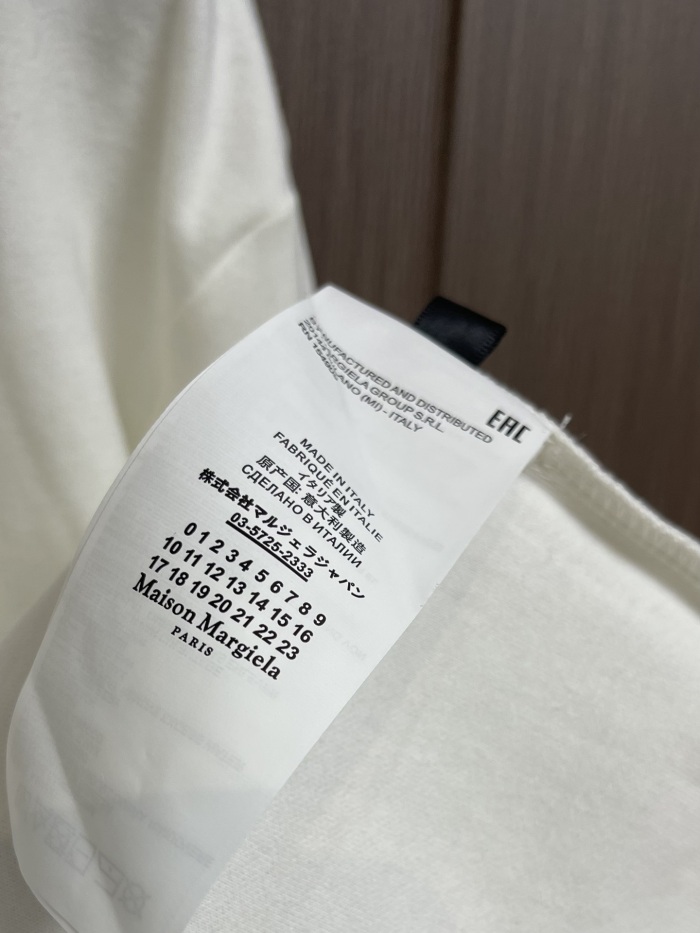 MANUFACTURED AND DISTRIBUTED
MARGIELA GROUP S.R.L.
MILANO (MI) - ITALY
RN
EAC
MADE IN ITALY
FABRIQUÉ EN ITALIE
イタリア製
原产国: 意大利製造
СДЕЛАНО В ИТАЛИИ
株式会社マルジェラジャパン
03-5725-2333
0 1 2 3 4 5 6 7 8 9
10 11 12 13 14 15 16
17 18 19 20 21 22 23
Maison Margiela
PARIS